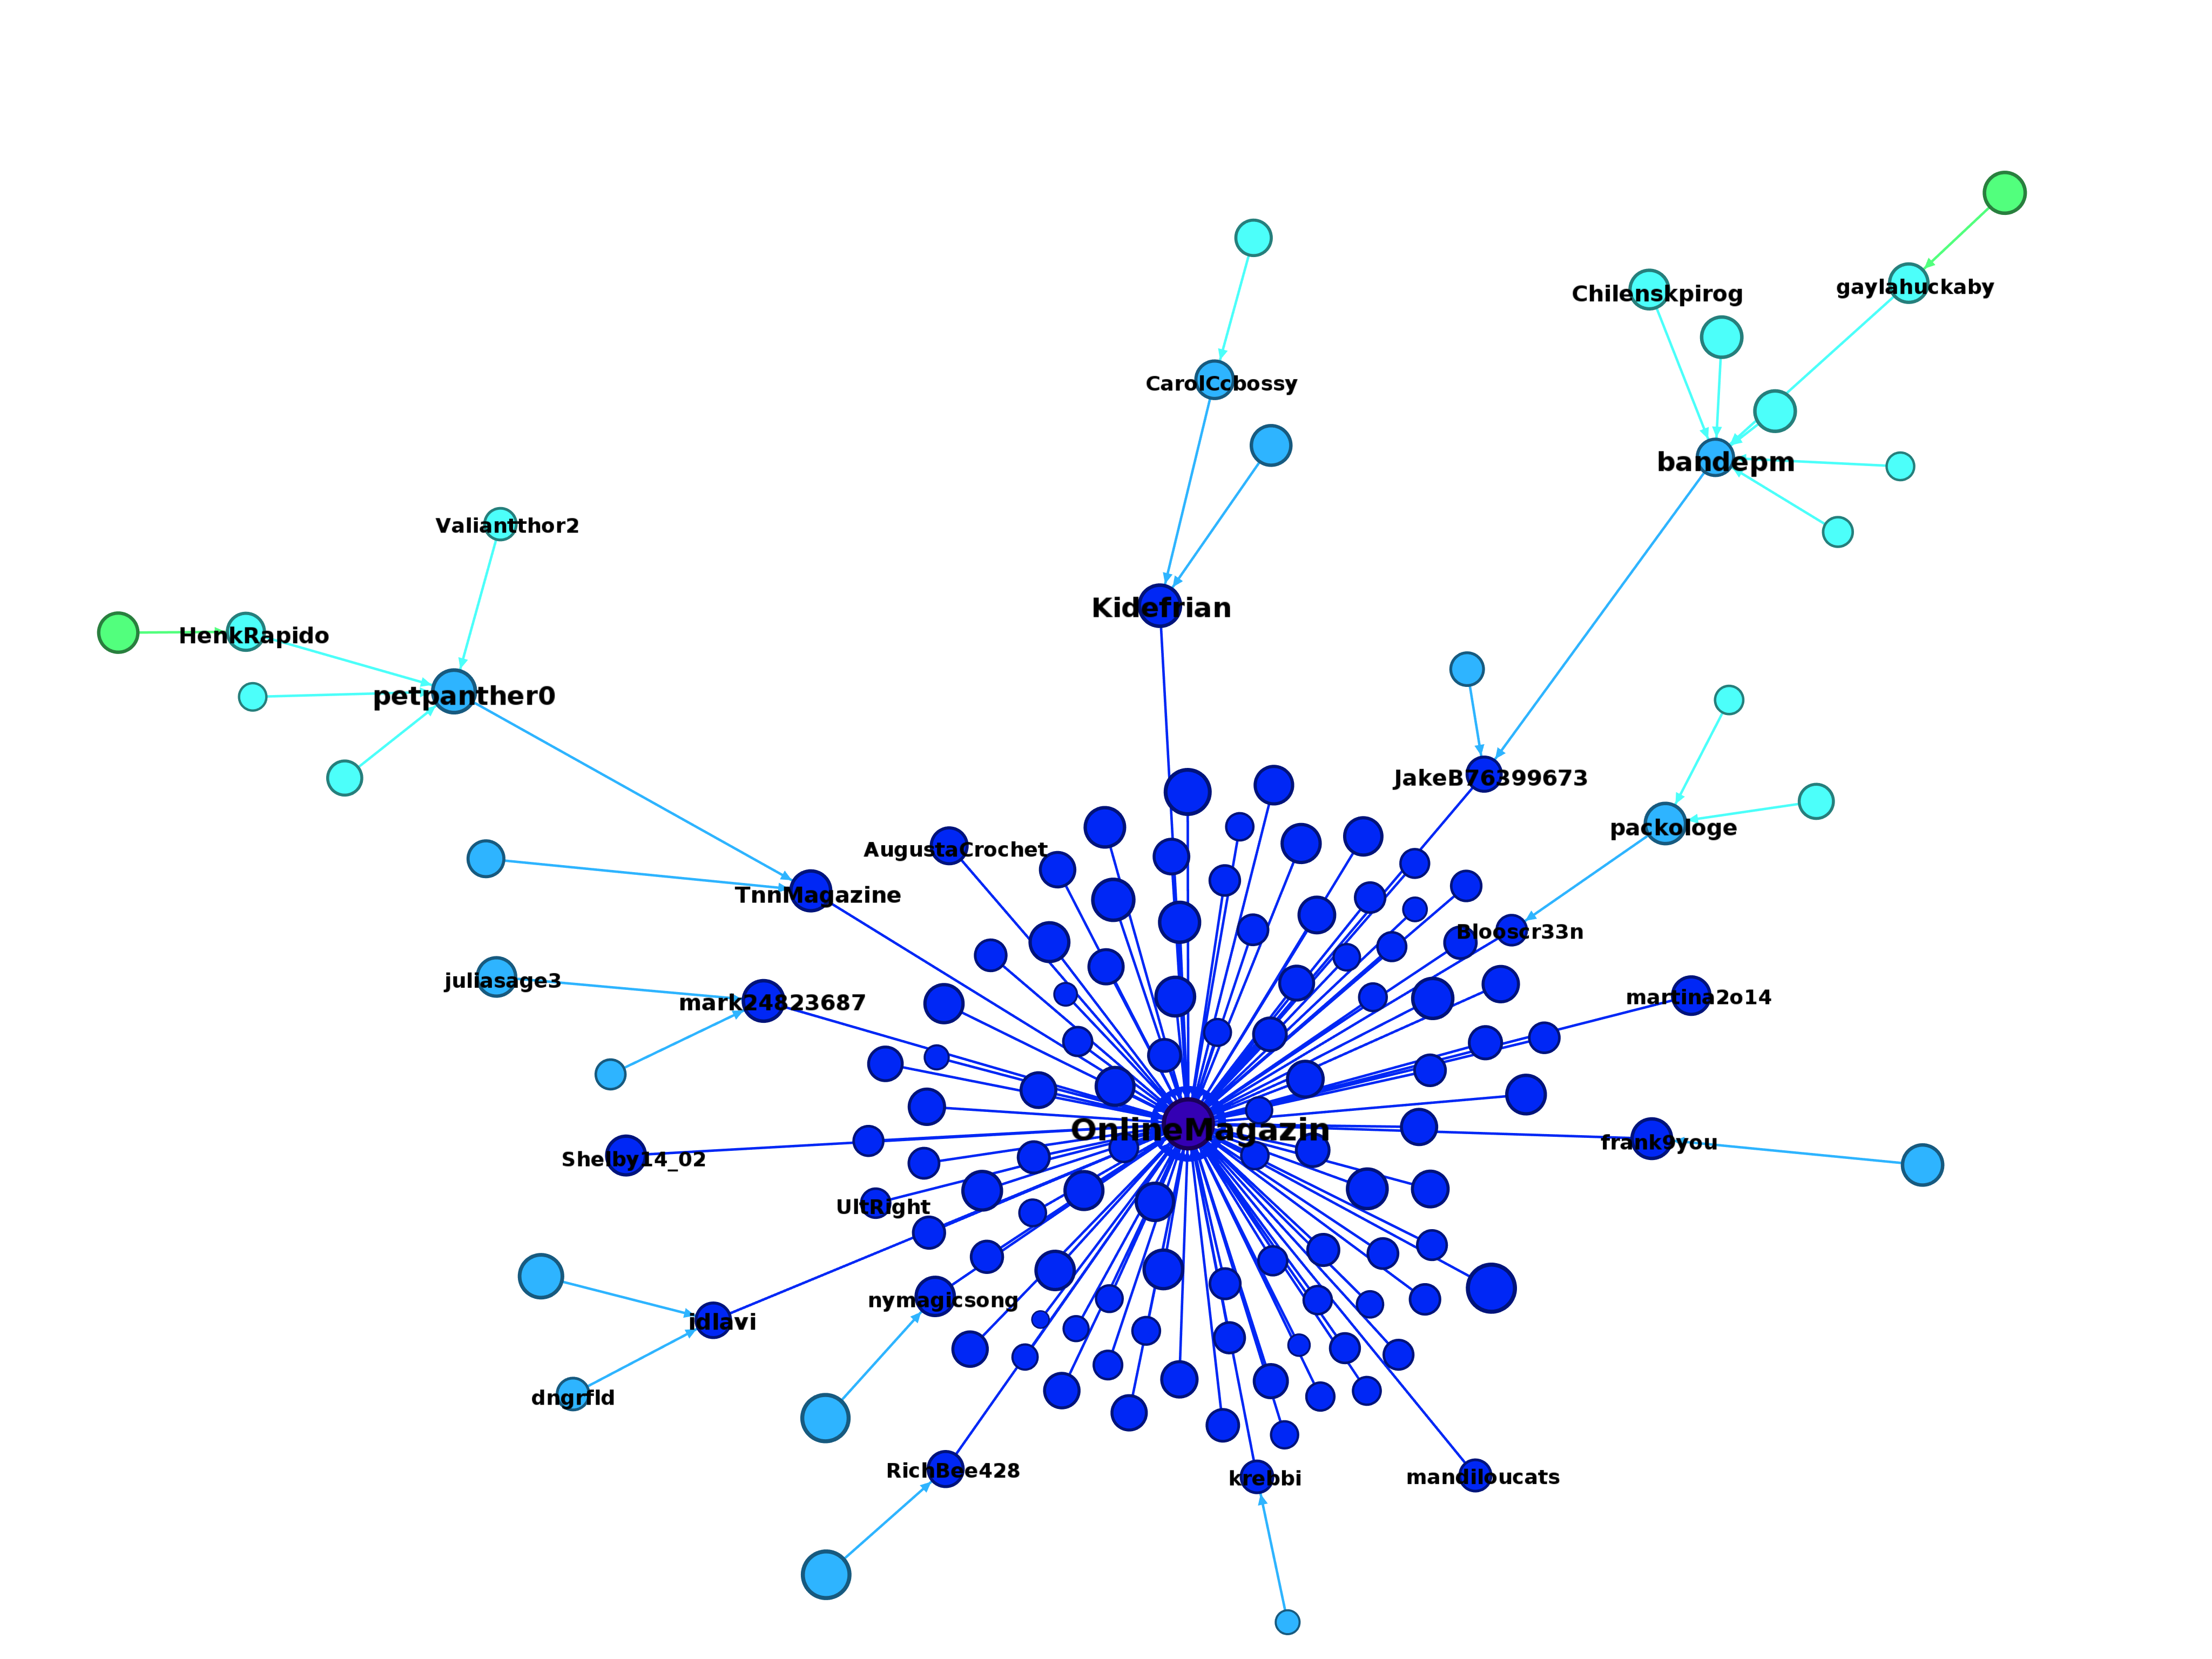 gaylahuckaby
Chilenskpirog
CarolCcbossy
bandepm
Valiantthor2
Kidefrian
HenkRapido
petpanther0
JakeB76399673
packologe
AugustaCrochet
TnnMagazine
Blooscr33n
juliasage3
mark24823687
martina2o14
OnlineMagazin
frank9you
Shelby14_02
UltRight
nymagicsong
idlavi
dngrfld
RichBee428
krebbi
mandiloucats